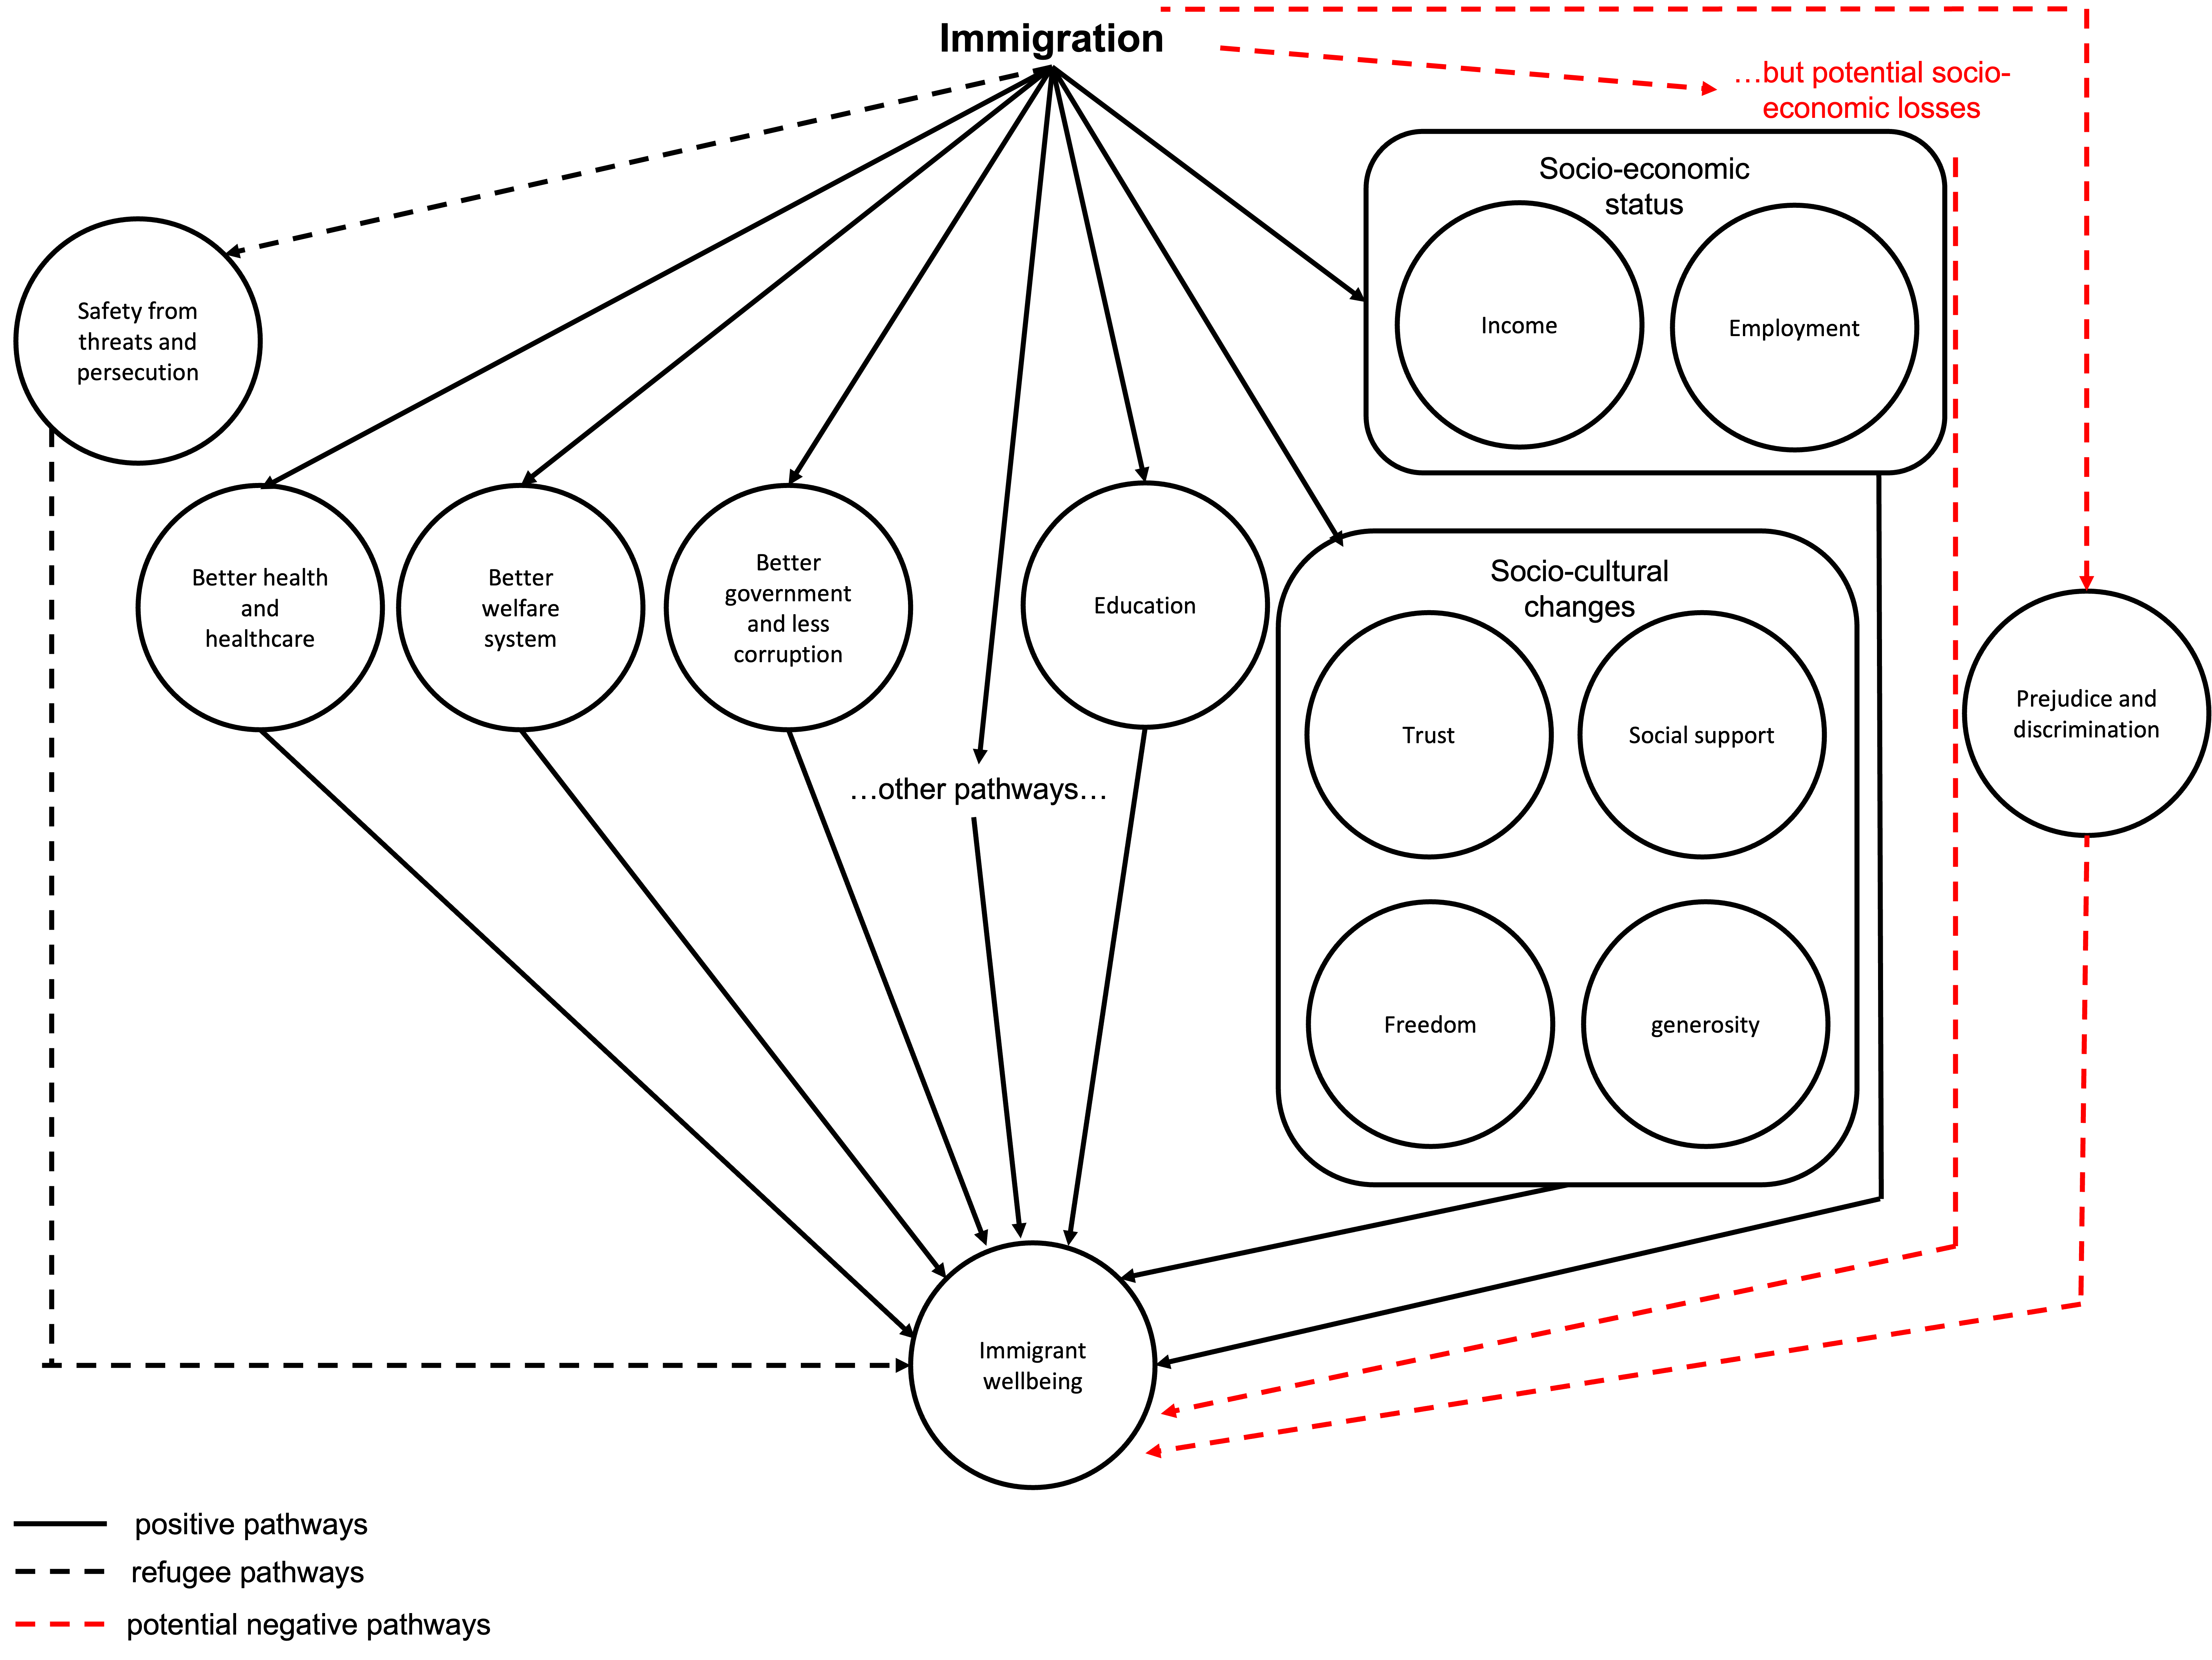 Immigration
…but potential socio-
economic losses
Socio-economic
status
Income
Employment
Safety from
threats and
persecution
Better health
and
healthcare
Better
welfare
system
Better
government
and less
corruption
Education
Socio-cultural
changes
Trust
Social support
Freedom
generosity
Prejudice and
discrimination
…other pathways…
Immigrant
wellbeing
positive pathways
refugee pathways
potential negative pathways